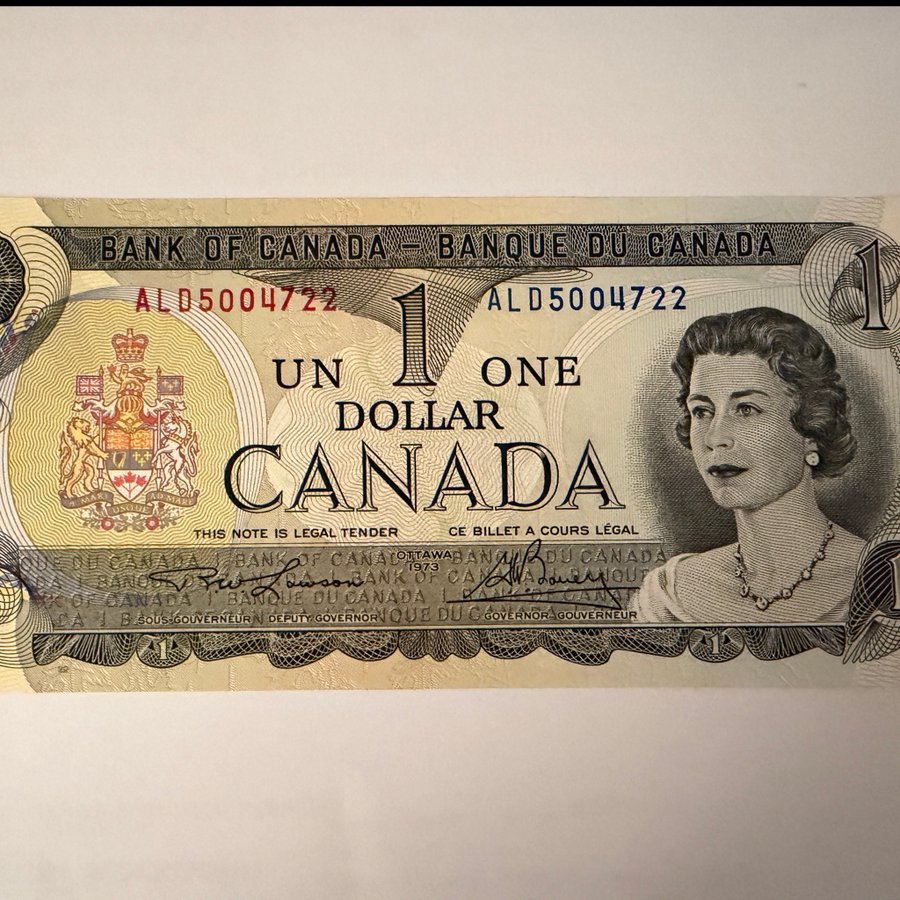 BANK OF CANADA – BANQUE DU CANADA
1
ALD5004722 ALD5004722
1
UN ONE
DOLLAR
CANADA
THIS NOTE IS LEGAL TENDER CE BILLET A COURS LÉGAL
OTTAWA
1973
SOUS-GOUVERNEUR DEPUTY GOVERNOR GOVERNOR-GOUVERNEUR
1
1 1